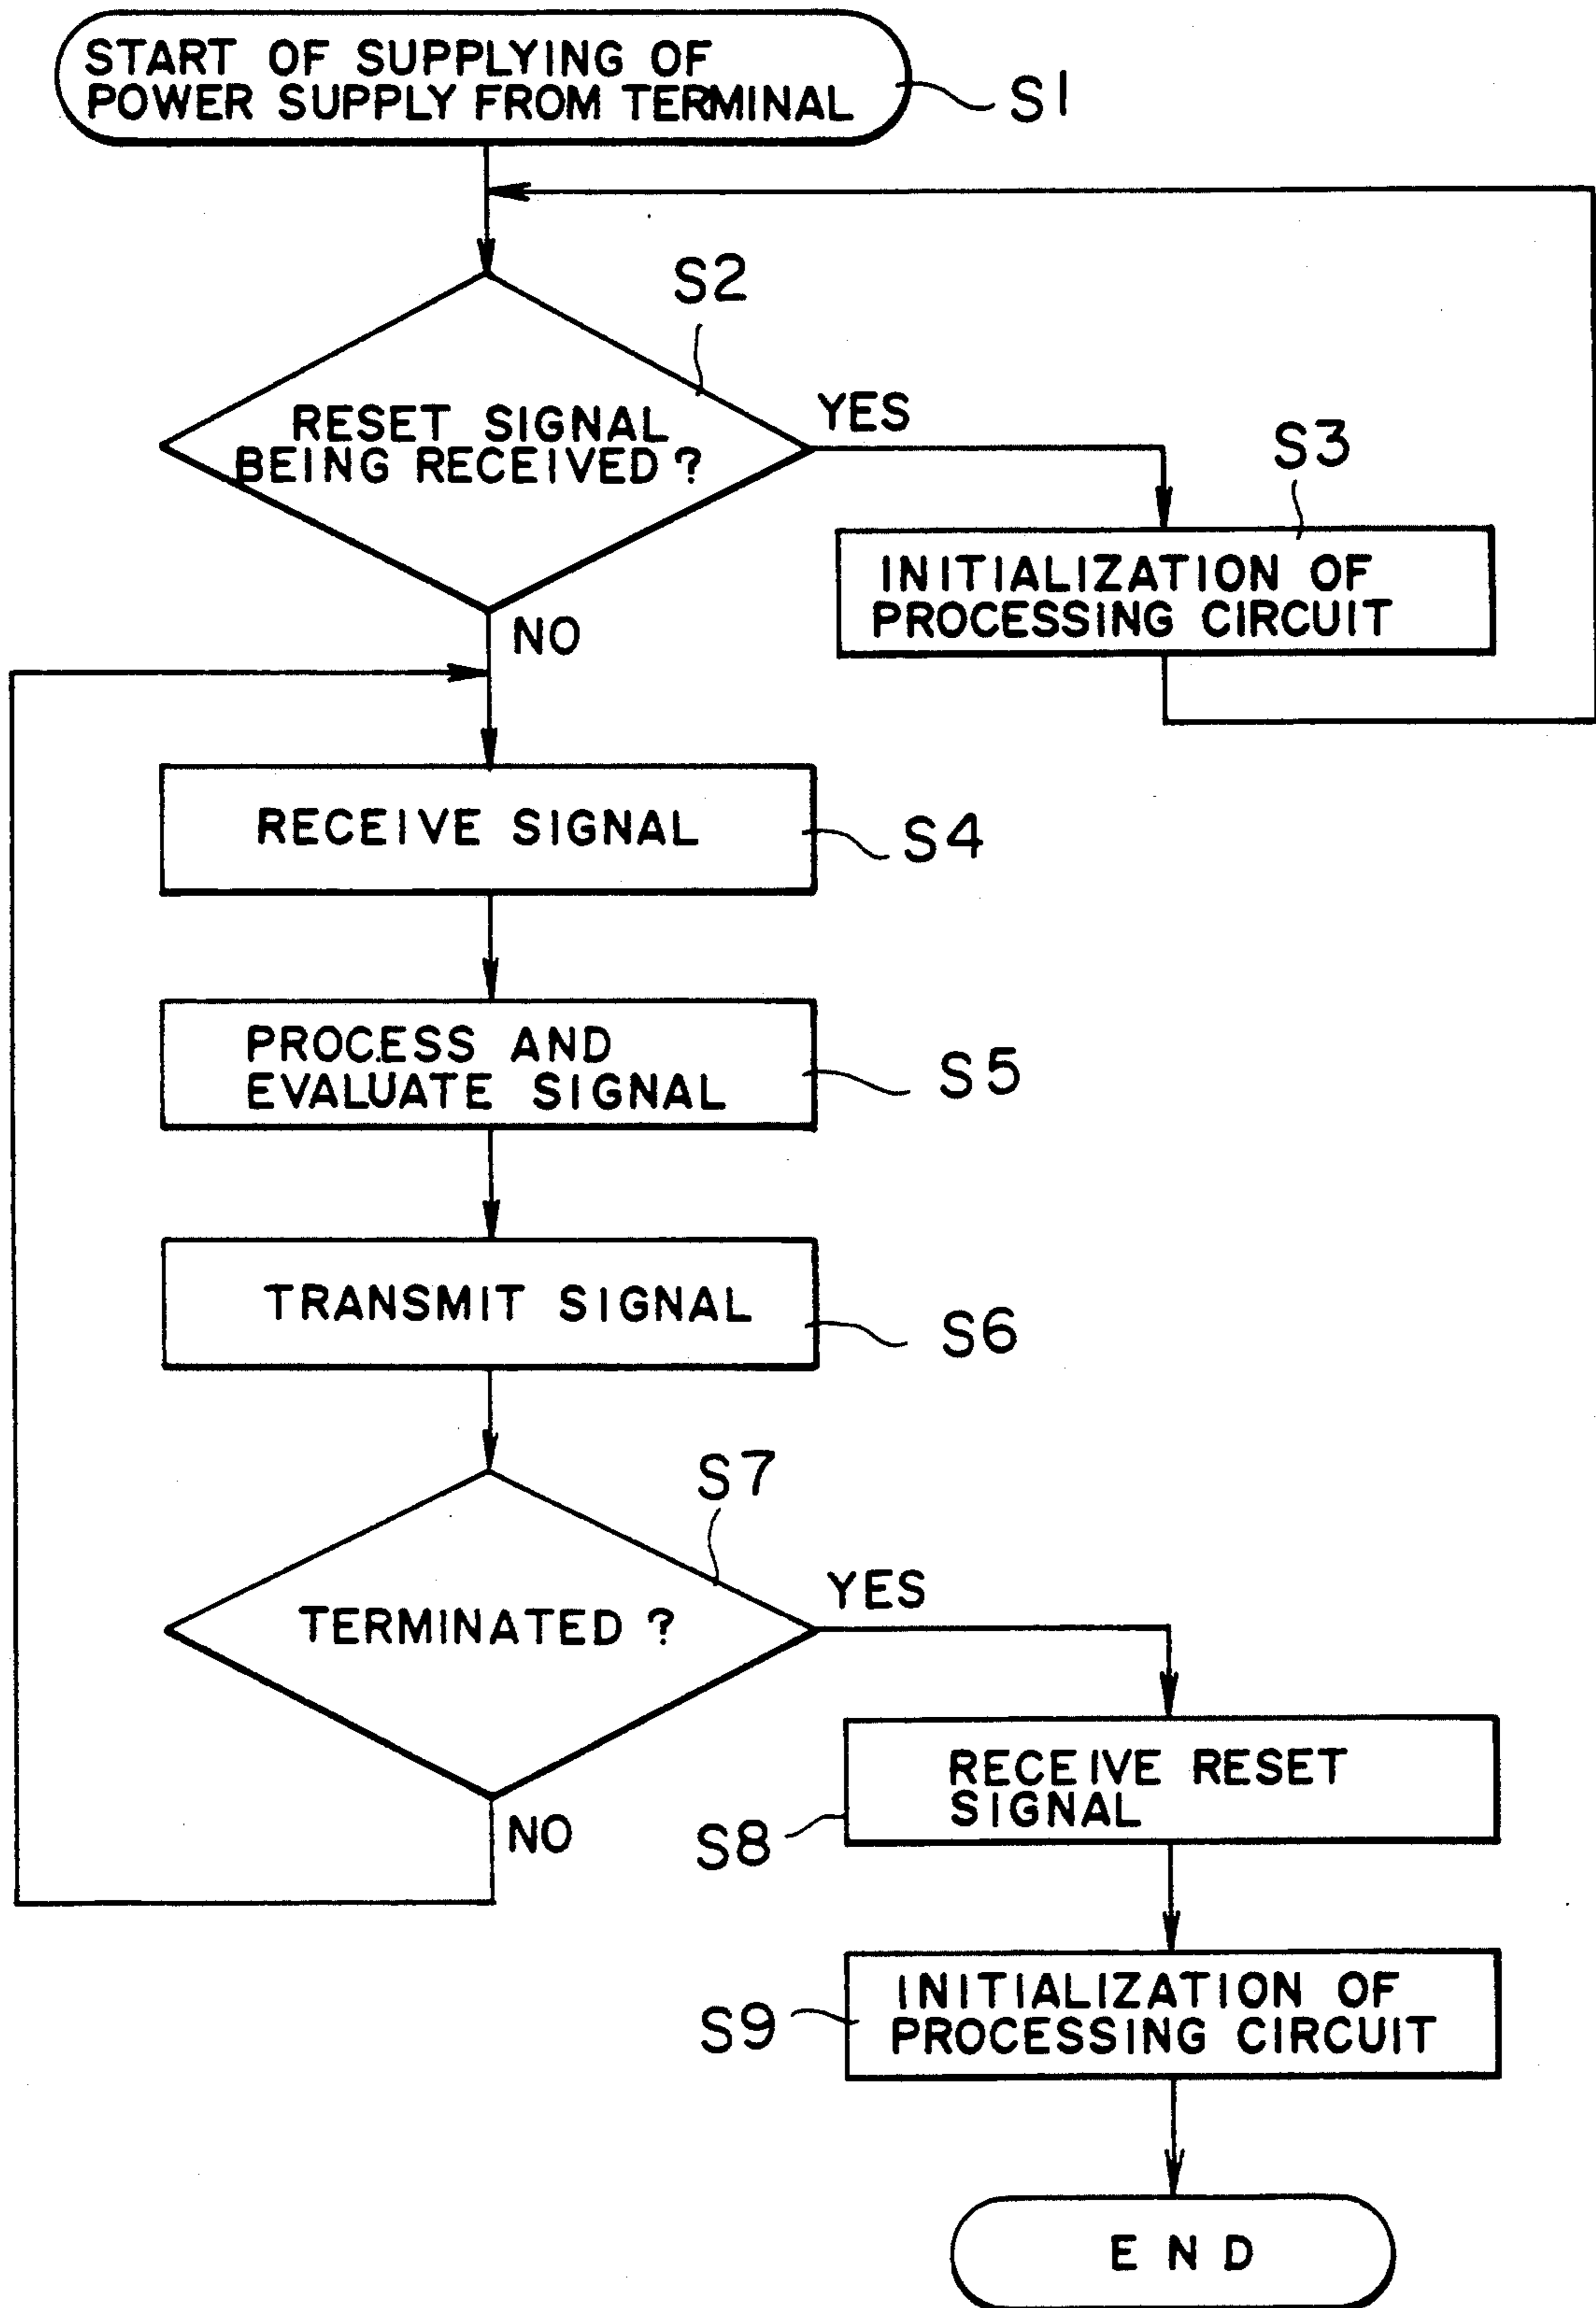 START OF SUPPLYING OF
POWER SUPPLY FROM TERMINAL
S1
S2
RESET SIGNAL
BEING RECEIVED ?
YES
S3
INITIALIZATION OF
PROCESSING CIRCUIT
NO
RECEIVE SIGNAL
S4
PROCESS AND
EVALUATE SIGNAL
S5
TRANSMIT SIGNAL
S6
S7
TERMINATED ?
YES
NO
RECEIVE RESET
SIGNAL
S8
INITIALIZATION OF
PROCESSING CIRCUIT
S9
END